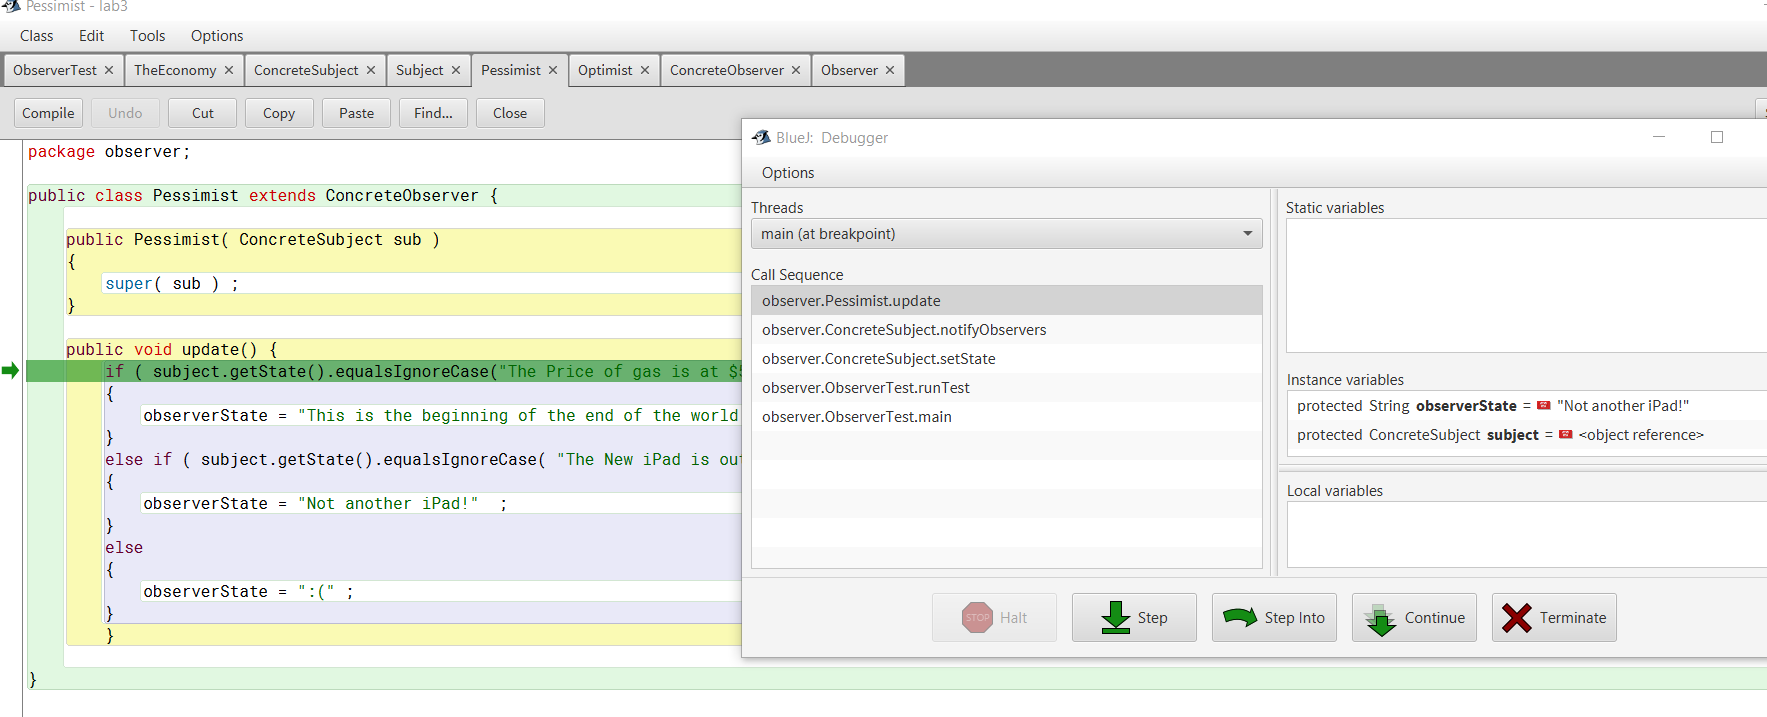 Pessimist - lab3
Class Edit Tools Options
ObserverTest TheEconomy ConcreteSubject Subject Pessimist Optimist ConcreteObserver Observer
Compile Undo Cut Copy Paste Find... Close
package observer;
public class Pessimist extends ConcreteObserver {
public Pessimist( ConcreteSubject sub )
{
super( sub ) ;
}
public void update() {
if ( subject.getState().equalsIgnoreCase("The Price of gas is at $
{
observerState = "This is the beginning of the end of the world
}
else if ( subject.getState().equalsIgnoreCase( "The New iPad is
{
observerState = "Not another iPad!"  ;
}
else
{
observerState = ":(" ;
}
}
}
BlueJ: Debugger
Options
Threads
main (at breakpoint)
Call Sequence
observer.Pessimist.update
observer.ConcreteSubject.notifyObservers
observer.ConcreteSubject.setState
observer.ObserverTest.runTest
observer.ObserverTest.main
Static variables
Instance variables
protected String observerState = "Not another iPad!"
protected ConcreteSubject subject = <object reference>
Local variables
STOP Halt Step Step Into Continue Terminate